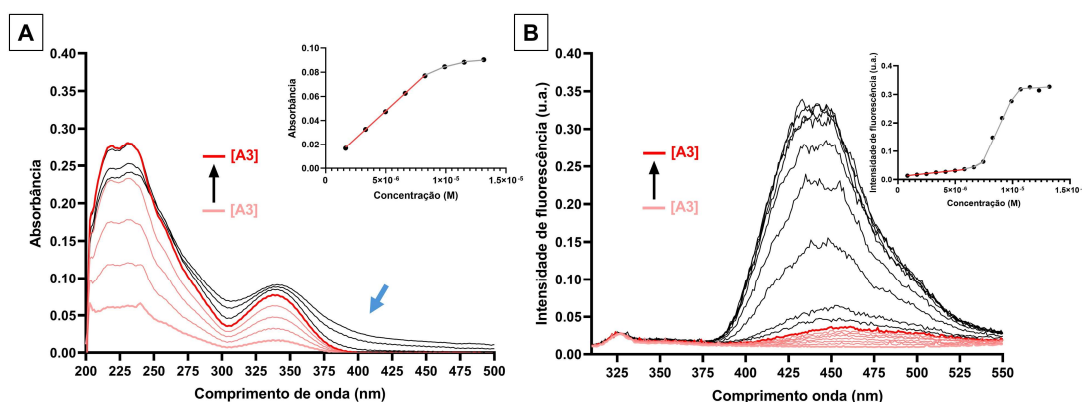 A
0.40
0.35
0.30
0.25
0.20
0.15
0.10
0.05
0.00
Absorbância
200 225 250 275 300 325 350 375 400 425 450 475 500
Comprimento de onda (nm)
[A3]
[A3]
0.10
0.08
0.06
0.04
0.02
0.00
Absorbância
0 5×10⁻⁶ 1×10⁻⁵ 1.5×10⁻⁵
Concentração (M)
B
0.40
0.35
0.30
0.25
0.20
0.15
0.10
0.05
0.00
Intensidade de fluorescência (u.a.)
325 350 375 400 425 450 475 500 525 550
Comprimento onda (nm)
[A3]
[A3]
0.4
0.3
0.2
0.1
0.0
Intensidade de fluorescência (u.a.)
0 5×10⁻⁶ 1×10⁻⁵ 1.5×10⁻⁵
Concentração (M)